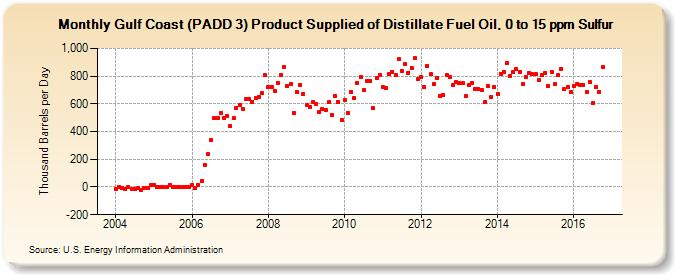 Monthly Gulf Coast (PADD 3) Product Supplied of Distillate Fuel Oil, 0 to 15 ppm Sulfur
Thousand Barrels per Day
1,000
800
600
400
200
0
-200
2004 2006 2008 2010 2012 2014 2016
Source: U.S. Energy Information Administration